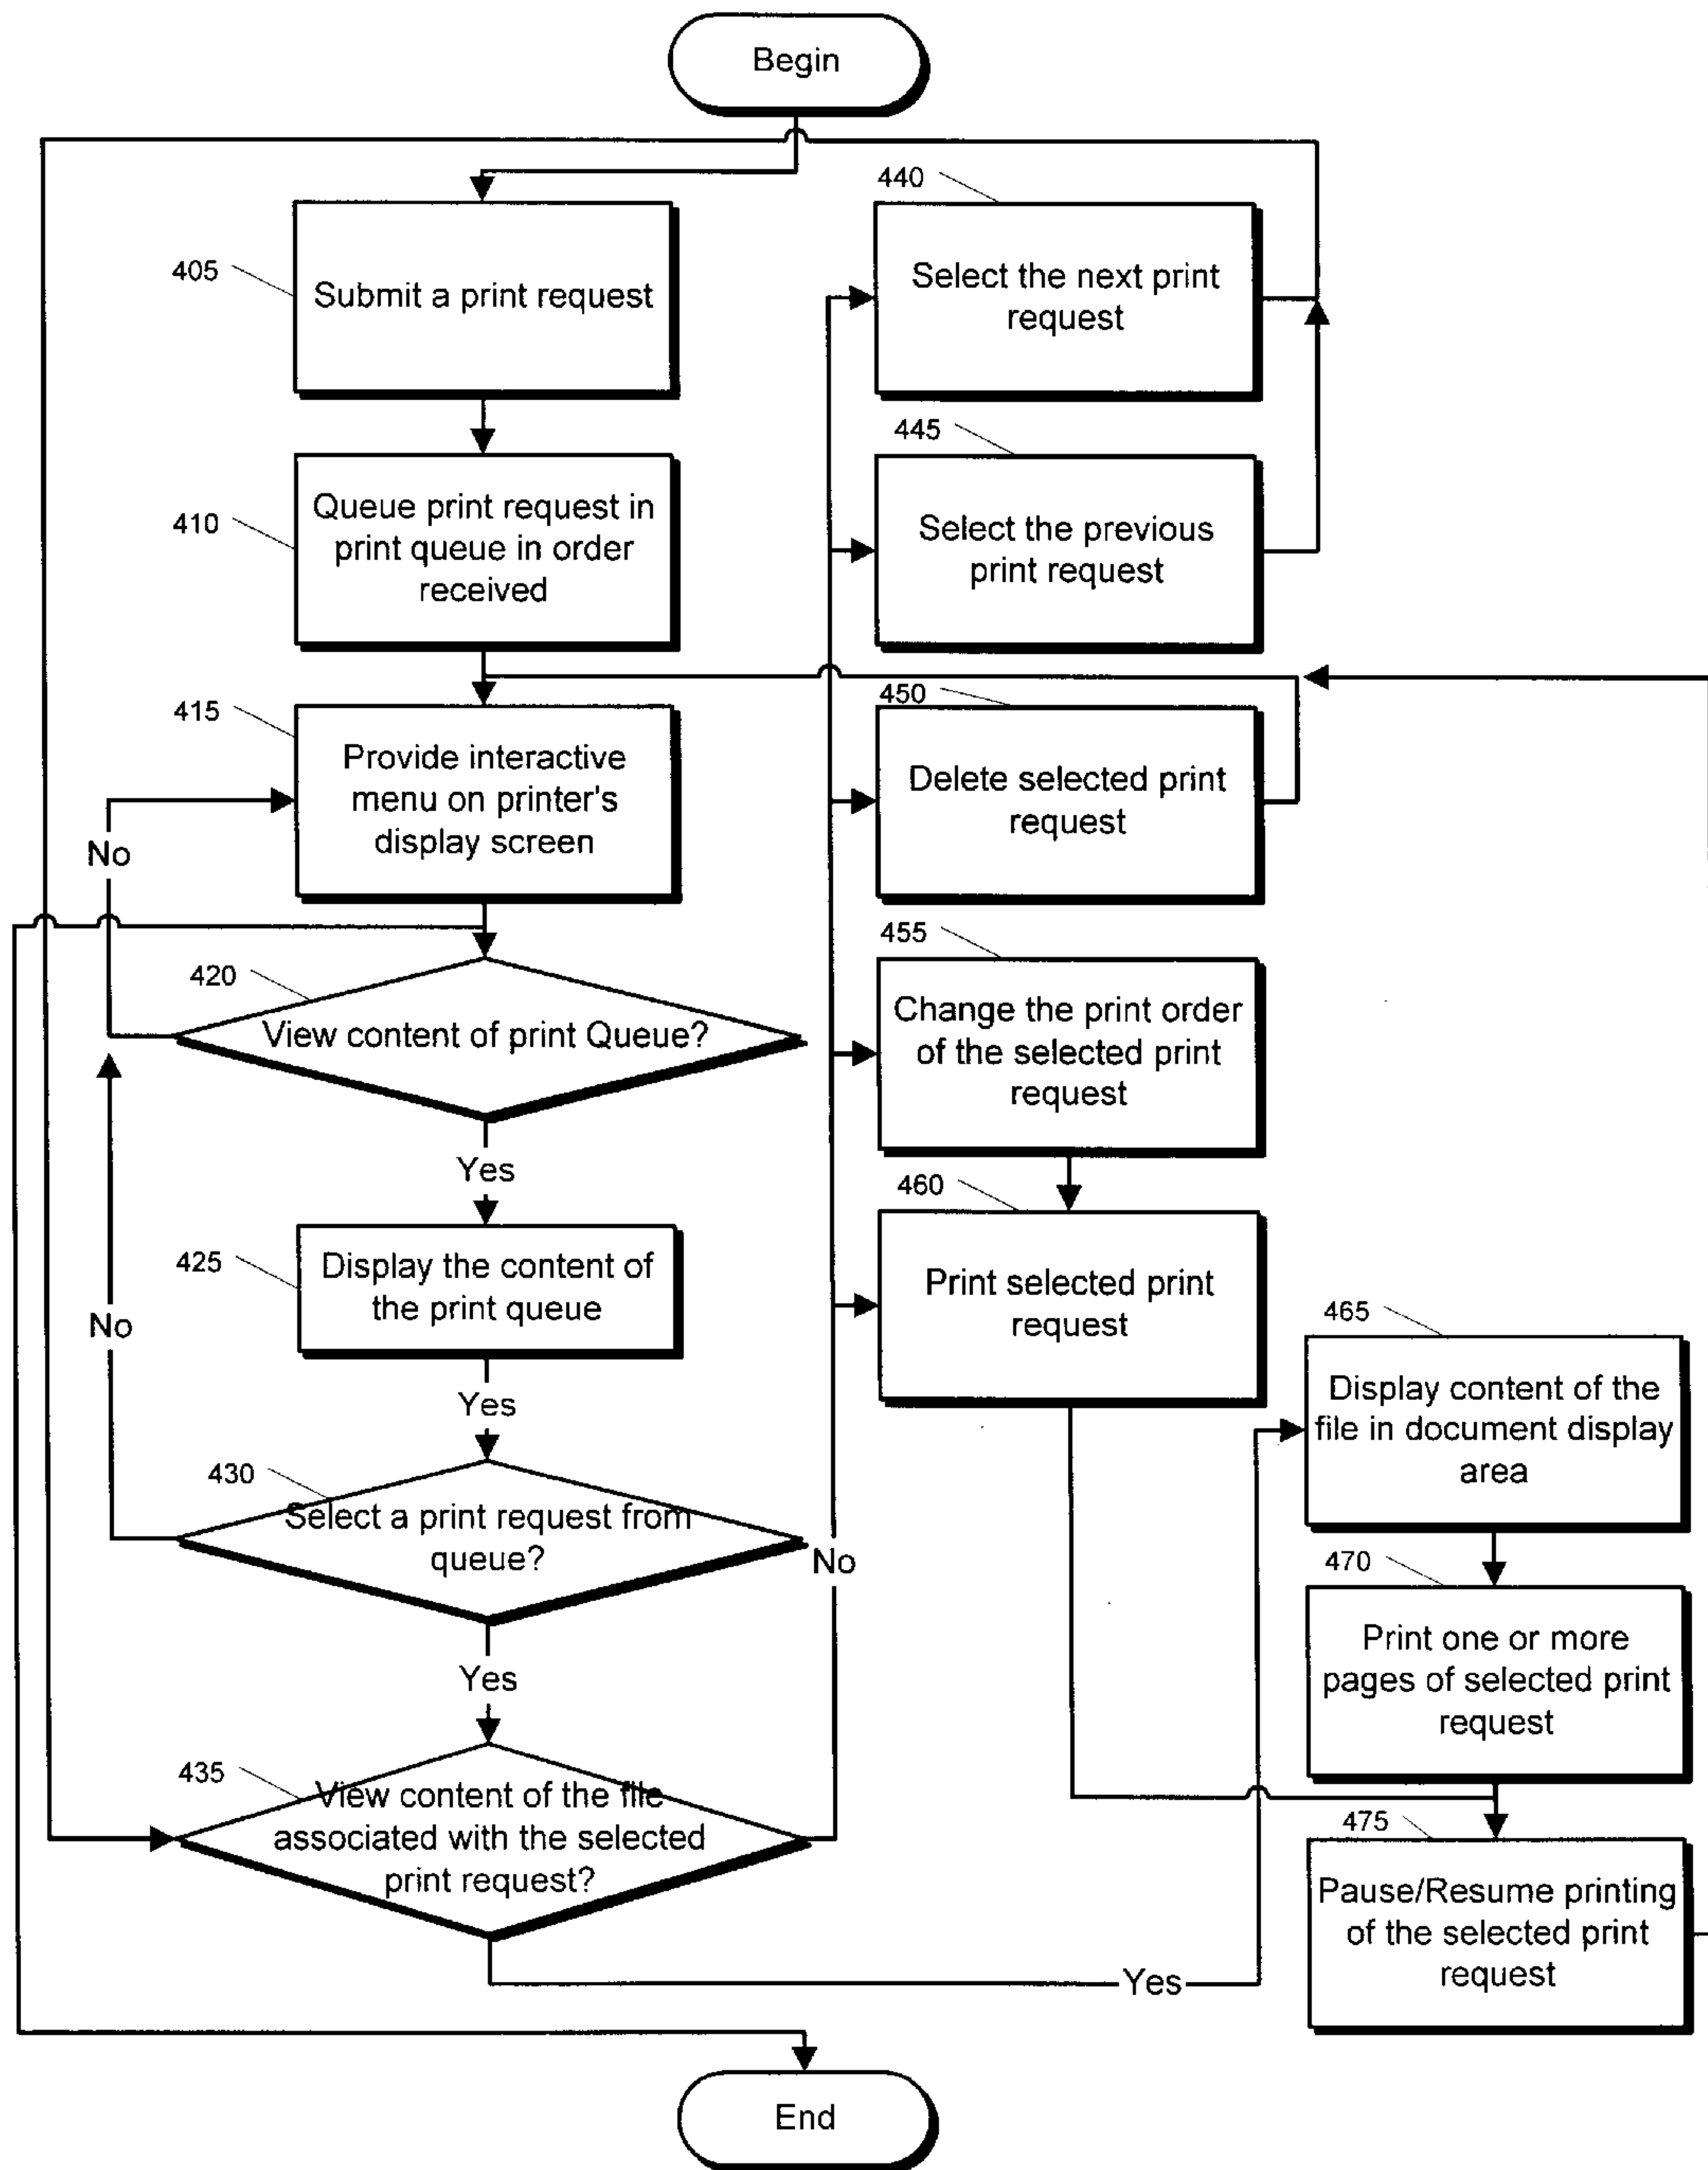 Begin
405
Submit a print request
410
Queue print request in
print queue in order
received
415
Provide interactive
menu on printer's
display screen
No
420
View content of print Queue?
Yes
425
Display the content of
the print queue
No
Yes
430
Select a print request from
queue?
Yes
435
View content of the file
associated with the selected
print request?
No
Yes
440
Select the next print
request
445
Select the previous
print request
450
Delete selected print
request
455
Change the print order
of the selected print
request
460
Print selected print
request
465
Display content of the
file in document display
area
470
Print one or more
pages of selected print
request
475
Pause/Resume printing
of the selected print
request
End